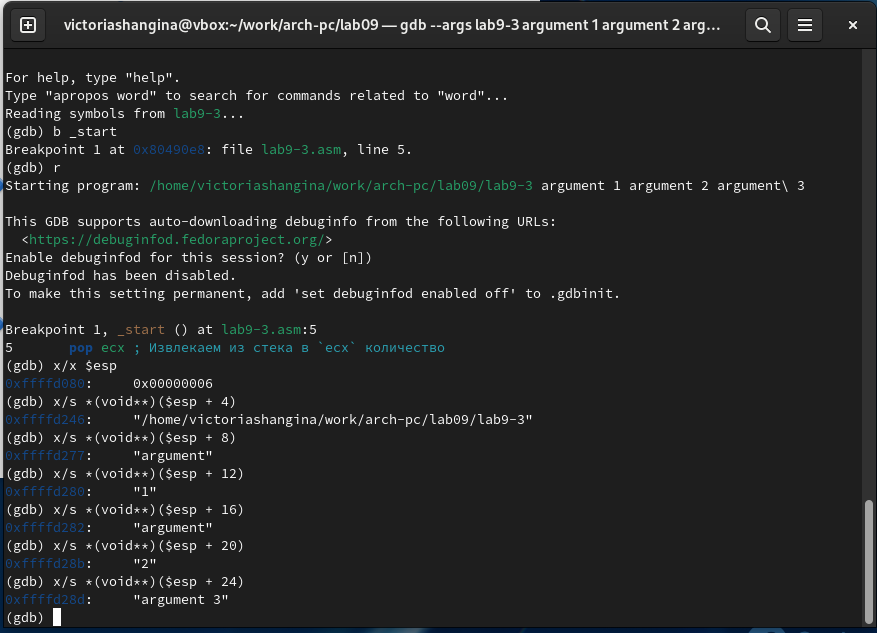 victoriashangina@vbox:~/work/arch-pc/lab09 — gdb --args lab9-3 argument 1 argument 2 arg...
For help, type "help".
Type "apropos word" to search for commands related to "word"...
Reading symbols from lab9-3...
(gdb) b _start
Breakpoint 1 at 0x80490e8: file lab9-3.asm, line 5.
(gdb) r
Starting program: /home/victoriashangina/work/arch-pc/lab09/lab9-3 argument 1 argument 2 argument\ 3
This GDB supports auto-downloading debuginfo from the following URLs:
<https://debuginfod.fedoraproject.org/>
Enable debuginfod for this session? (y or [n])
Debuginfod has been disabled.
To make this setting permanent, add 'set debuginfod enabled off' to .gdbinit.
Breakpoint 1, _start () at lab9-3.asm:5
5 pop ecx ; Извлекаем из стека в `ecx` количество
(gdb) x/x $esp
0xffffd080: 0x00000006
(gdb) x/s *(void**)($esp + 4)
0xffffd246: "/home/victoriashangina/work/arch-pc/lab09/lab9-3"
(gdb) x/s *(void**)($esp + 8)
0xffffd277: "argument"
(gdb) x/s *(void**)($esp + 12)
0xffffd280: "1"
(gdb) x/s *(void**)($esp + 16)
0xffffd282: "argument"
(gdb) x/s *(void**)($esp + 20)
0xffffd28b: "2"
(gdb) x/s *(void**)($esp + 24)
0xffffd28d: "argument 3"
(gdb)